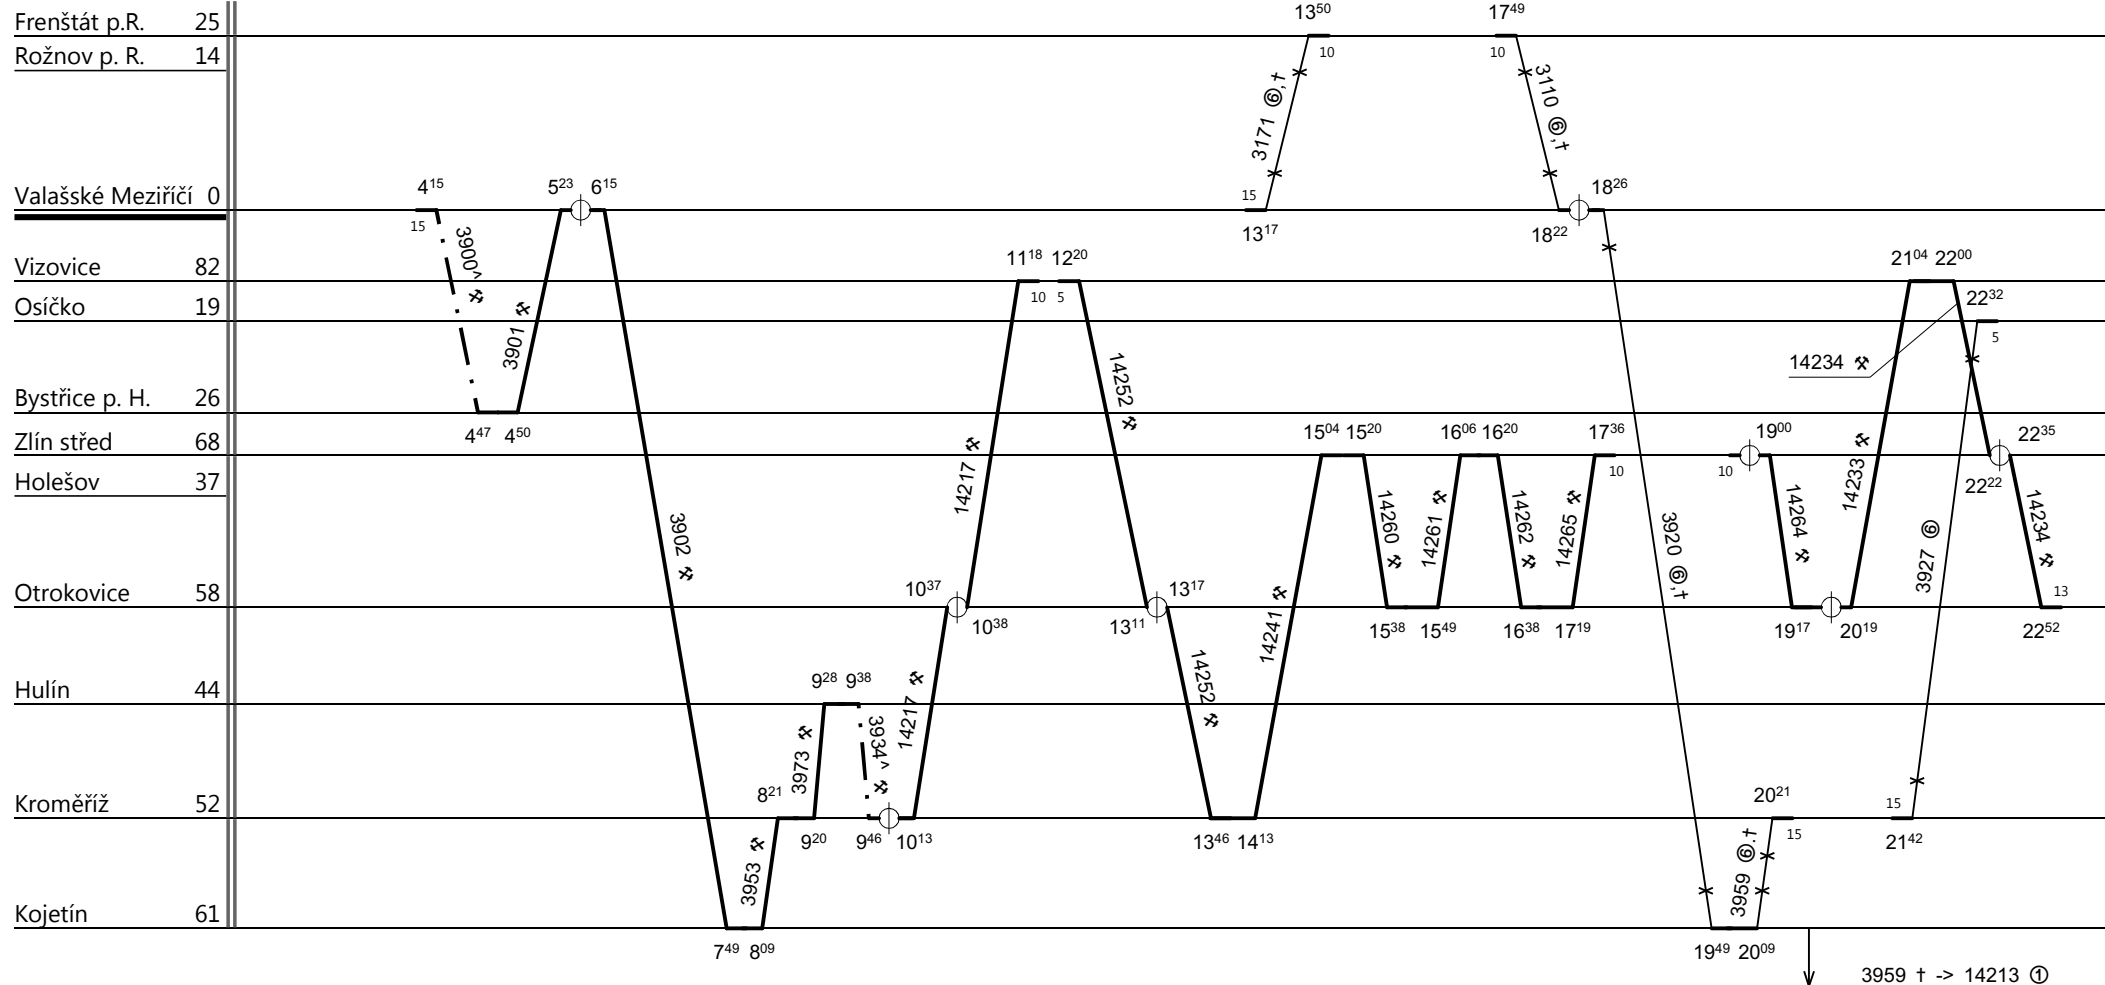 Frenštát p.R. 25
Rožnov p. R. 14
Valašské Meziříčí 0
Vizovice 82
Osíčko 19
Bystřice p. H. 26
Zlín střed 68
Holešov 37
Otrokovice 58
Hulín 44
Kroměříž 52
Kojetín 61
13⁵⁰ 17⁴⁹
10 10
3171 ⑥,†
3110 ⑥,†
4¹⁵ 5²³ 6¹⁵ 15 18²⁶
15 13¹⁷ 18²²
3900^ ⚒
3901 ⚒
11¹⁸ 12²⁰ 21⁰⁴ 22⁰⁰
10 5 22³²
5
14252 ⚒
14234 ⚒
4⁴⁷ 4⁵⁰ 15⁰⁴ 15²⁰ 16⁰⁶ 16²⁰ 17³⁶ 19⁰⁰ 22³⁵
10 10
22²²
14217 ⚒
14233 ⚒
3902 ⚒
14260 ⚒
14261 ⚒
14262 ⚒
14265 ⚒
3920 ⑥,†
14264 ⚒
3927 ⑥
14234 ⚒
10³⁷ 13¹⁷ 13
10³⁸ 13¹¹ 15³⁸ 15⁴⁹ 16³⁸ 17¹⁹ 19¹⁷ 20¹⁹ 22⁵²
14241 ⚒
9²⁸ 9³⁸
3973 ⚒
3934^ ⚒
14217 ⚒
14252 ⚒
8²¹ 20²¹
15 15
9²⁰ 9⁴⁶ 10¹³ 13⁴⁶ 14¹³ 21⁴²
3953 ⚒
3959 ⑥.†
7⁴⁹ 8⁰⁹ 19⁴⁹ 20⁰⁹
3959 † -> 14213 ①